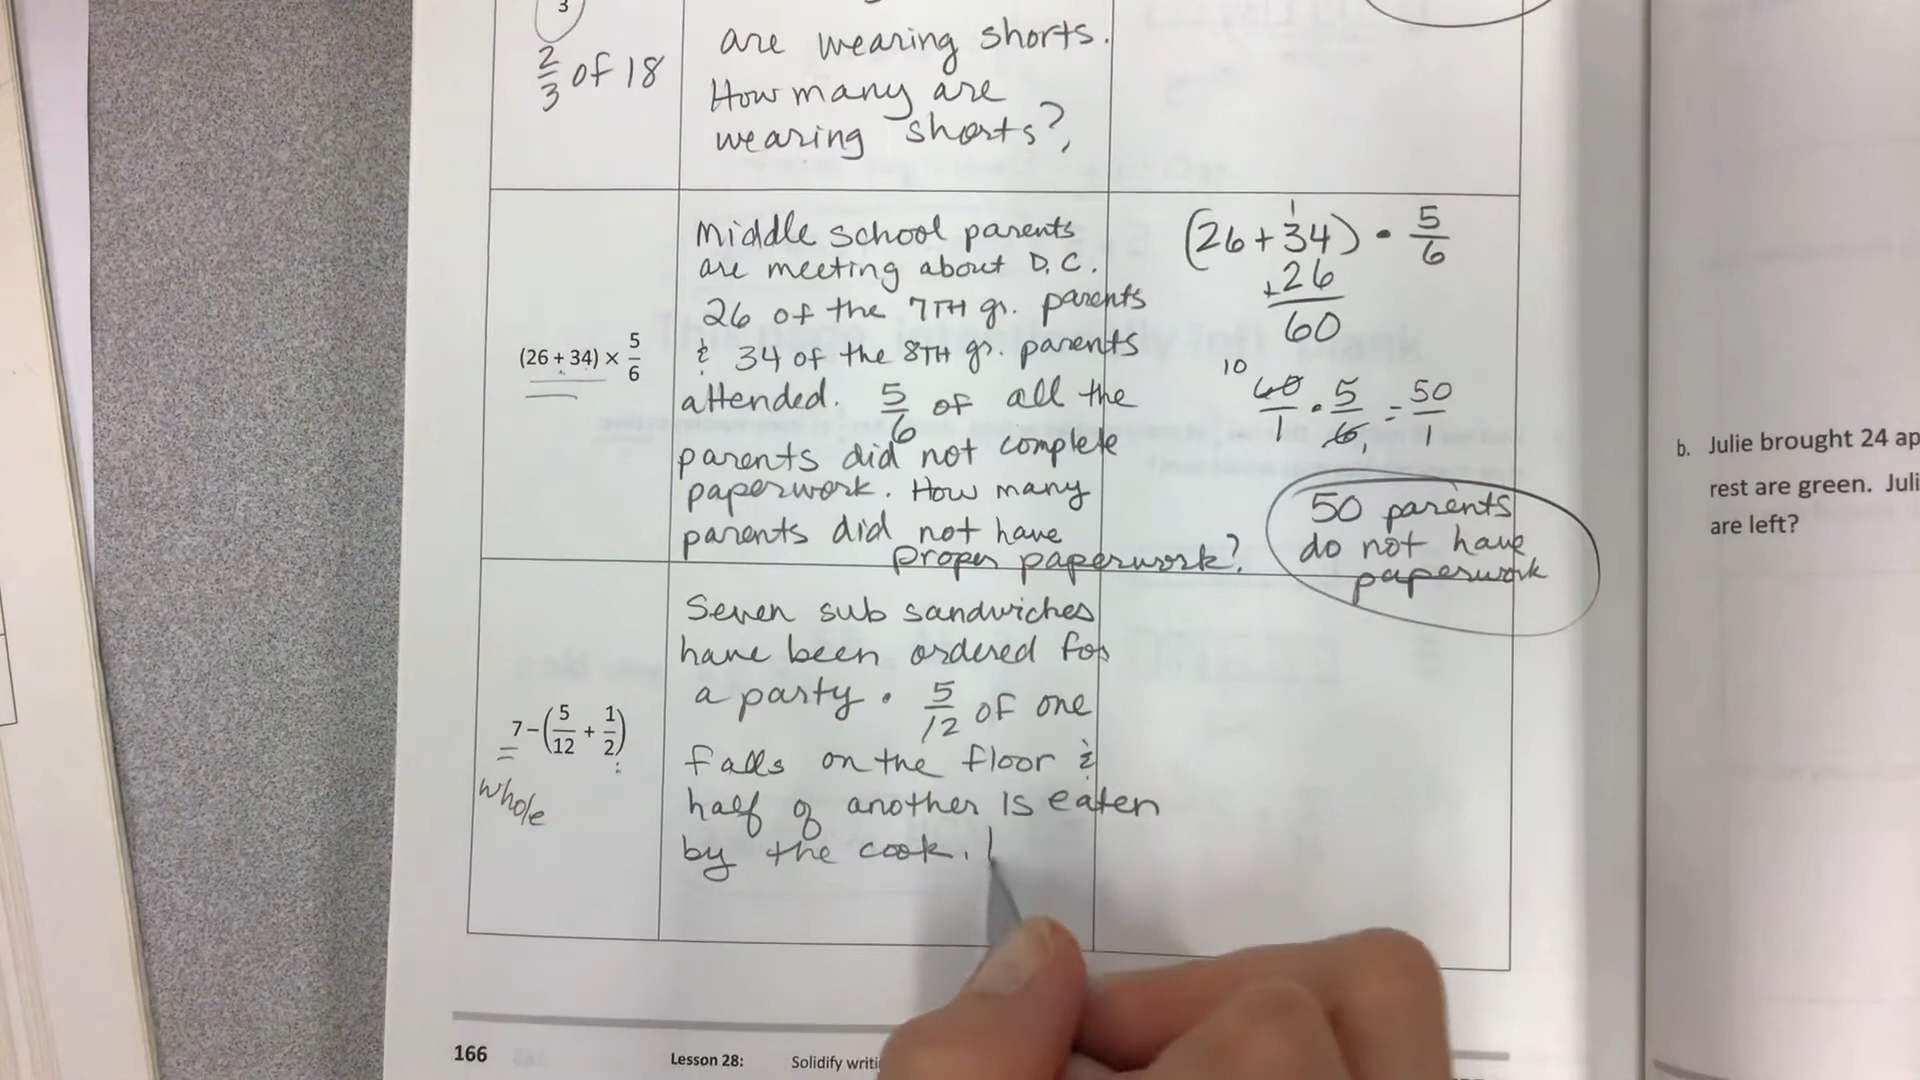 3
2/3 of 18
are wearing shorts.
How many are
wearing shorts?
(26 + 34) × 5/6
Middle school parents
are meeting about D.C.
26 of the 7TH gr. parents
& 34 of the 8TH gr. parents
attended. 5/6 of all the
parents did not complete
paperwork. How many
parents did not have
proper paperwork?
1
(26 + 34) • 5/6
+26
60
10
60/1 • 5/6 1 = 50/1
50 parents
do not have
paperwork
7 − (5/12 + 1/2)
whole
Seven sub sandwiches
have been ordered for
a party. 5/12 of one
falls on the floor &
half of another is eaten
by the cook.
166
Lesson 28:
Solidify
b. Julie brought 24
rest are green.
are left?